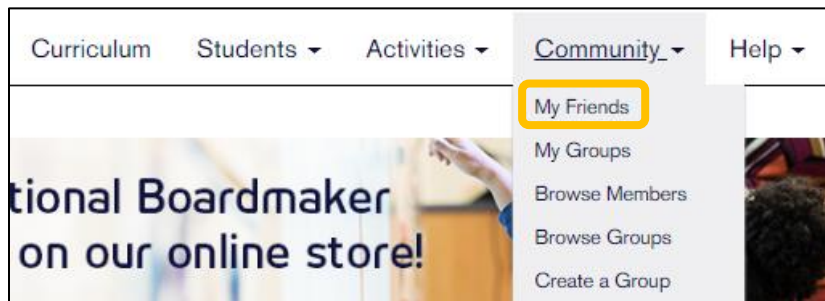 Curriculum Students Activities Community Help
My Friends
My Groups
Browse Members
Browse Groups
Create a Group
tional Boardmaker
on our online store!